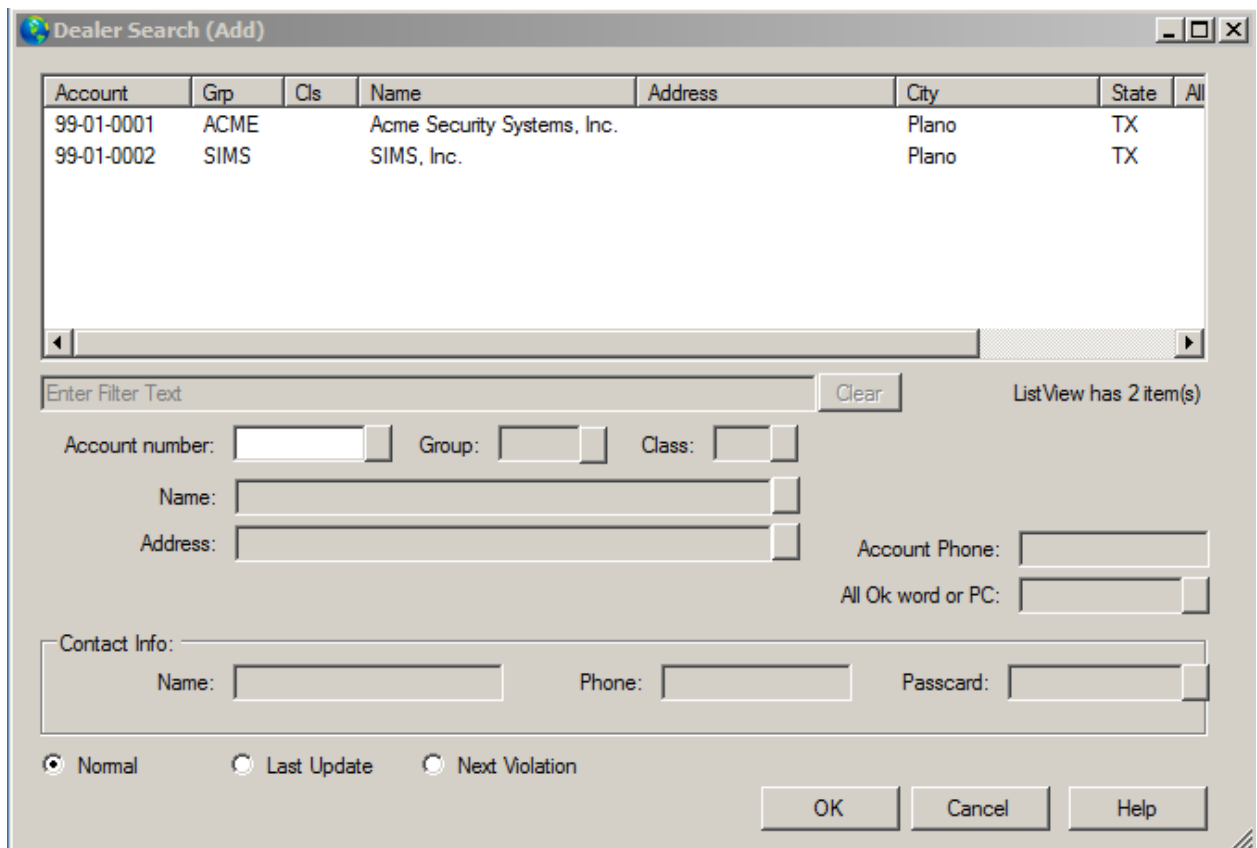 Dealer Search (Add)
Account Grp Cls Name Address City State All
99-01-0001 ACME Acme Security Systems, Inc. Plano TX
99-01-0002 SIMS SIMS, Inc. Plano TX
Enter Filter Text Clear ListView has 2 item(s)
Account number: Group: Class:
Name:
Address:
Account Phone:
All Ok word or PC:
Contact Info:
Name: Phone: Passcard:
Normal Last Update Next Violation
OK Cancel Help